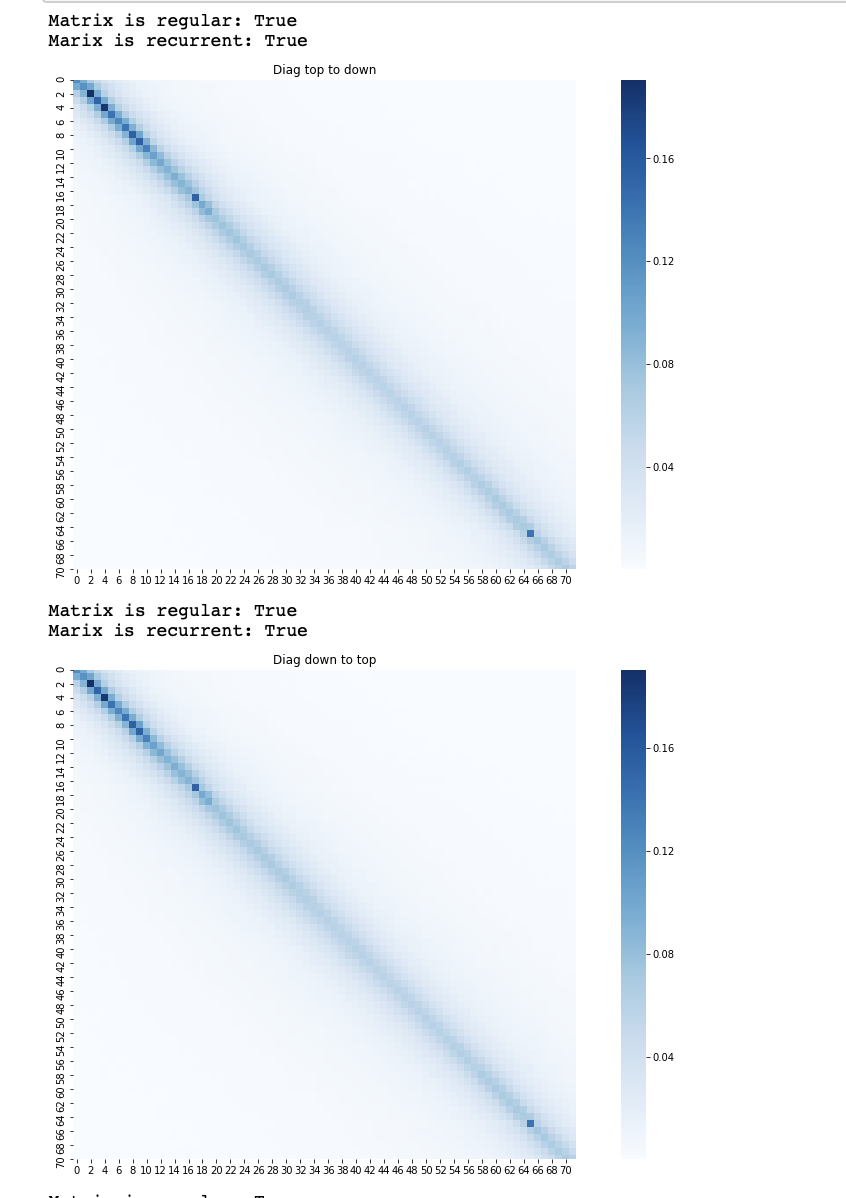 Matrix is regular: True
Marix is recurrent: True
Diag top to down
0 2 4 6 8 10 12 14 16 18 20 22 24 26 28 30 32 34 36 38 40 42 44 46 48 50 52 54 56 58 60 62 64 66 68 70
0.16
0.12
0.08
0.04
0 2 4 6 8 10 12 14 16 18 20 22 24 26 28 30 32 34 36 38 40 42 44 46 48 50 52 54 56 58 60 62 64 66 68 70
Matrix is regular: True
Marix is recurrent: True
Diag down to top
0 2 4 6 8 10 12 14 16 18 20 22 24 26 28 30 32 34 36 38 40 42 44 46 48 50 52 54 56 58 60 62 64 66 68 70
0.16
0.12
0.08
0.04
0 2 4 6 8 10 12 14 16 18 20 22 24 26 28 30 32 34 36 38 40 42 44 46 48 50 52 54 56 58 60 62 64 66 68 70